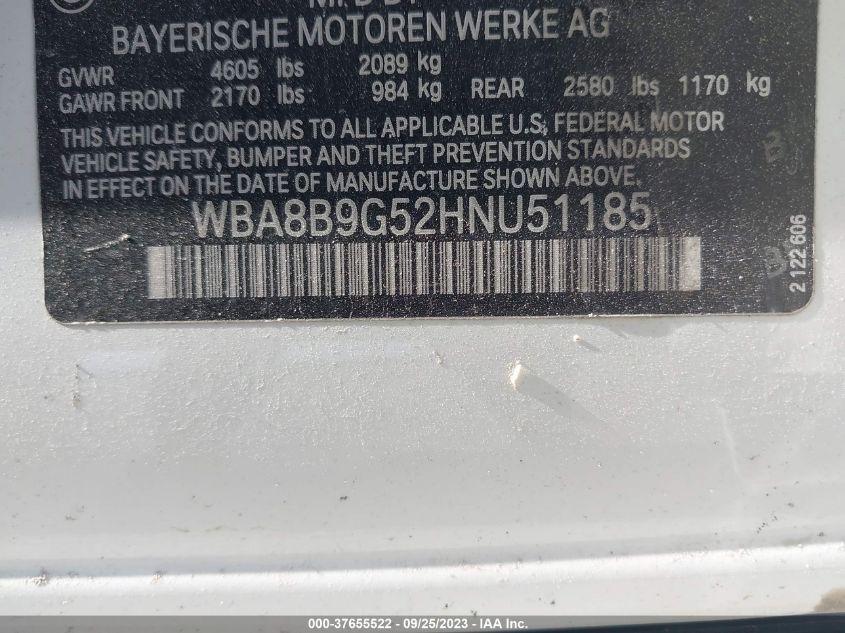 BAYERISCHE MOTOREN WERKE AG
GVWR 4605 lbs 2089 kg
GAWR FRONT 2170 lbs 984 kg REAR 2580 lbs 1170 kg
THIS VEHICLE CONFORMS TO ALL APPLICABLE U.S. FEDERAL MOTOR
VEHICLE SAFETY, BUMPER AND THEFT PREVENTION STANDARDS
IN EFFECT ON THE DATE OF MANUFACTURE SHOWN ABOVE.
WBA8B9G52HNU51185
2 122 606
000-37655522 - 09/25/2023 - IAA Inc.